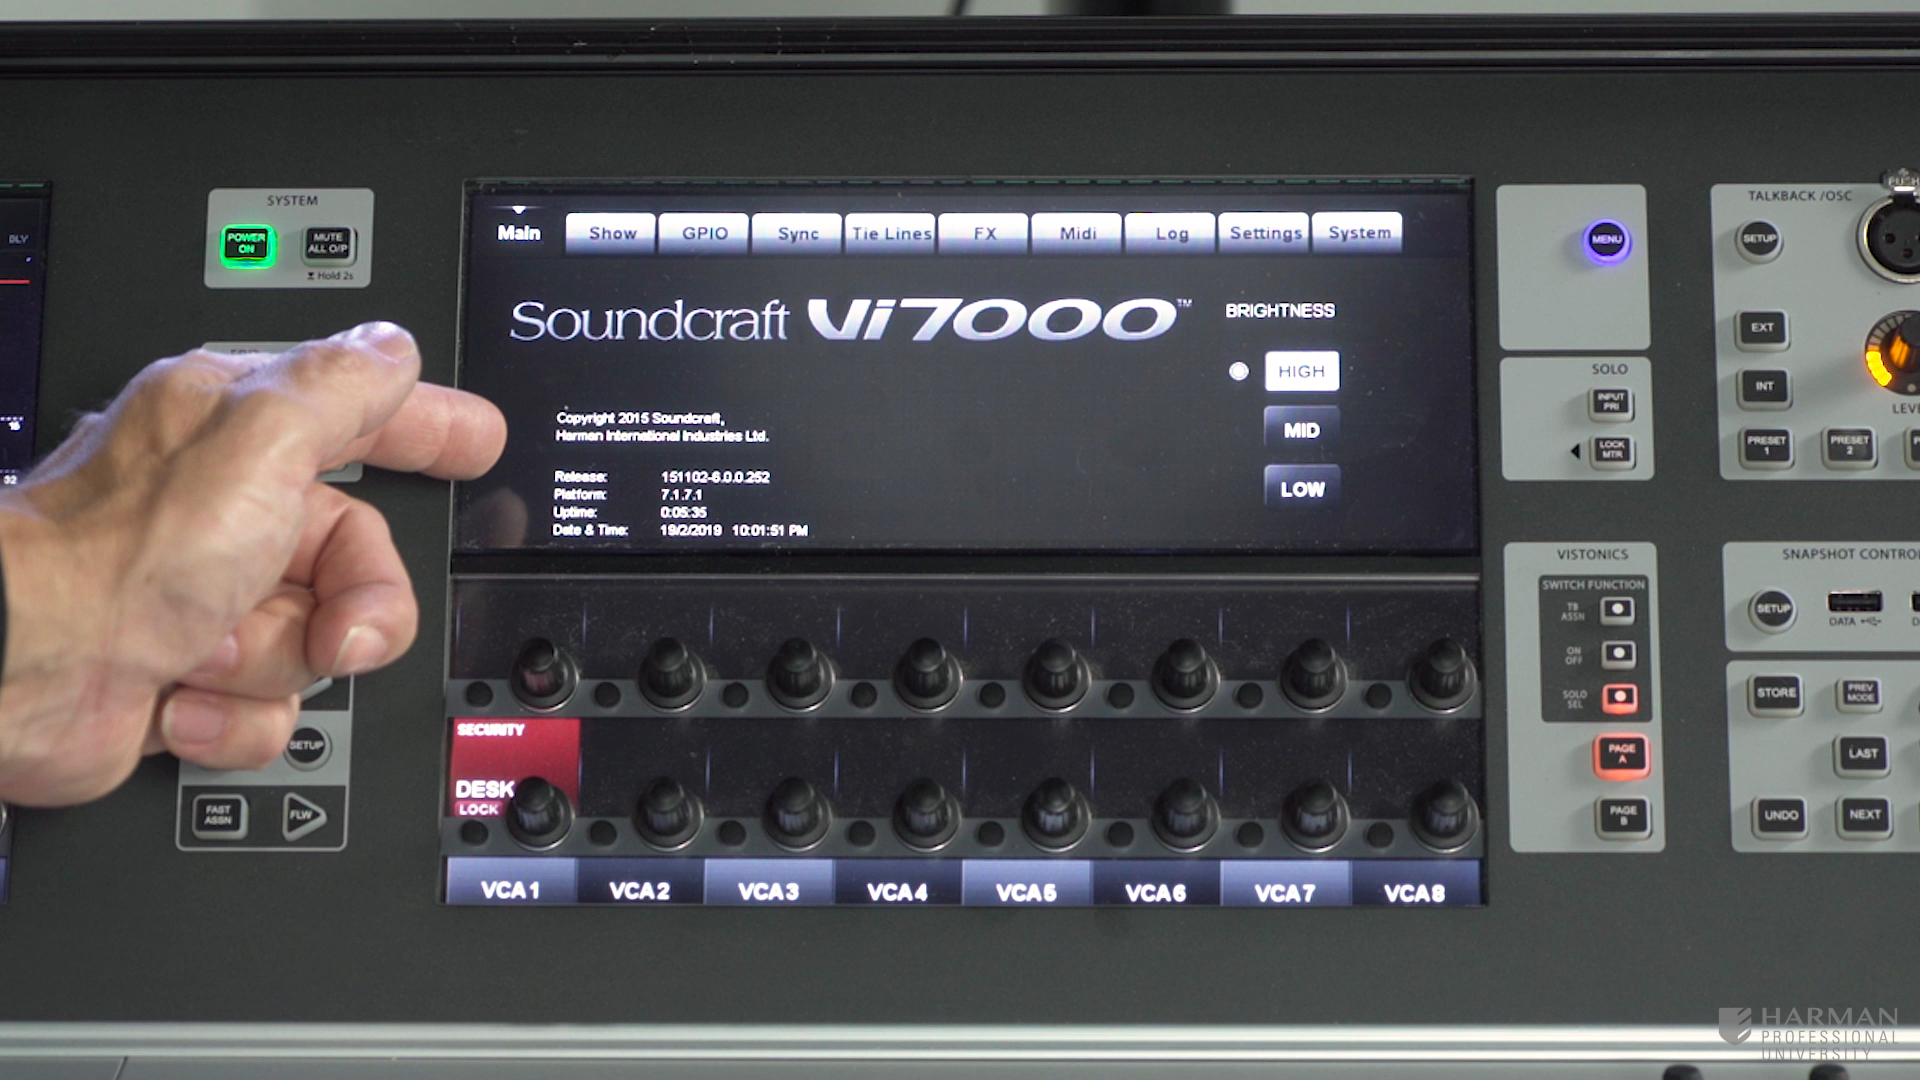 SYSTEM
POWER
ON
MUTE
ALL O/P
Hold 2s
SETUP
FAST
ASSN
FLW
32
Main
Show
GPIO
Sync
Tie Lines
FX
Midi
Log
Settings
System
Soundcraft Vi7000™
BRIGHTNESS
HIGH
MID
LOW
Copyright 2015 Soundcraft,
Harman International Industries Ltd.
Release: 151102-6.0.0.252
Platform: 7.1.7.1
Uptime: 0:05:35
Date & Time: 19/2/2019 10:01:51 PM
SECURITY
DESK
LOCK
VCA 1
VCA 2
VCA 3
VCA 4
VCA 5
VCA 6
VCA 7
VCA 8
MENU
SOLO
INPUT
PRI
LOCK
MTR
VISTONICS
SWITCH FUNCTION
TB
ASSN
ON
OFF
SOLO
SEL
PAGE
A
PAGE
B
TALKBACK /OSC
PUSH
SETUP
EXT
INT
LEVE
PRESET
1
PRESET
2
SNAPSHOT CONTRO
SETUP
DATA
STORE
PREV
MODE
LAST
UNDO
NEXT
HARMAN
PROFESSIONAL
UNIVERSITY